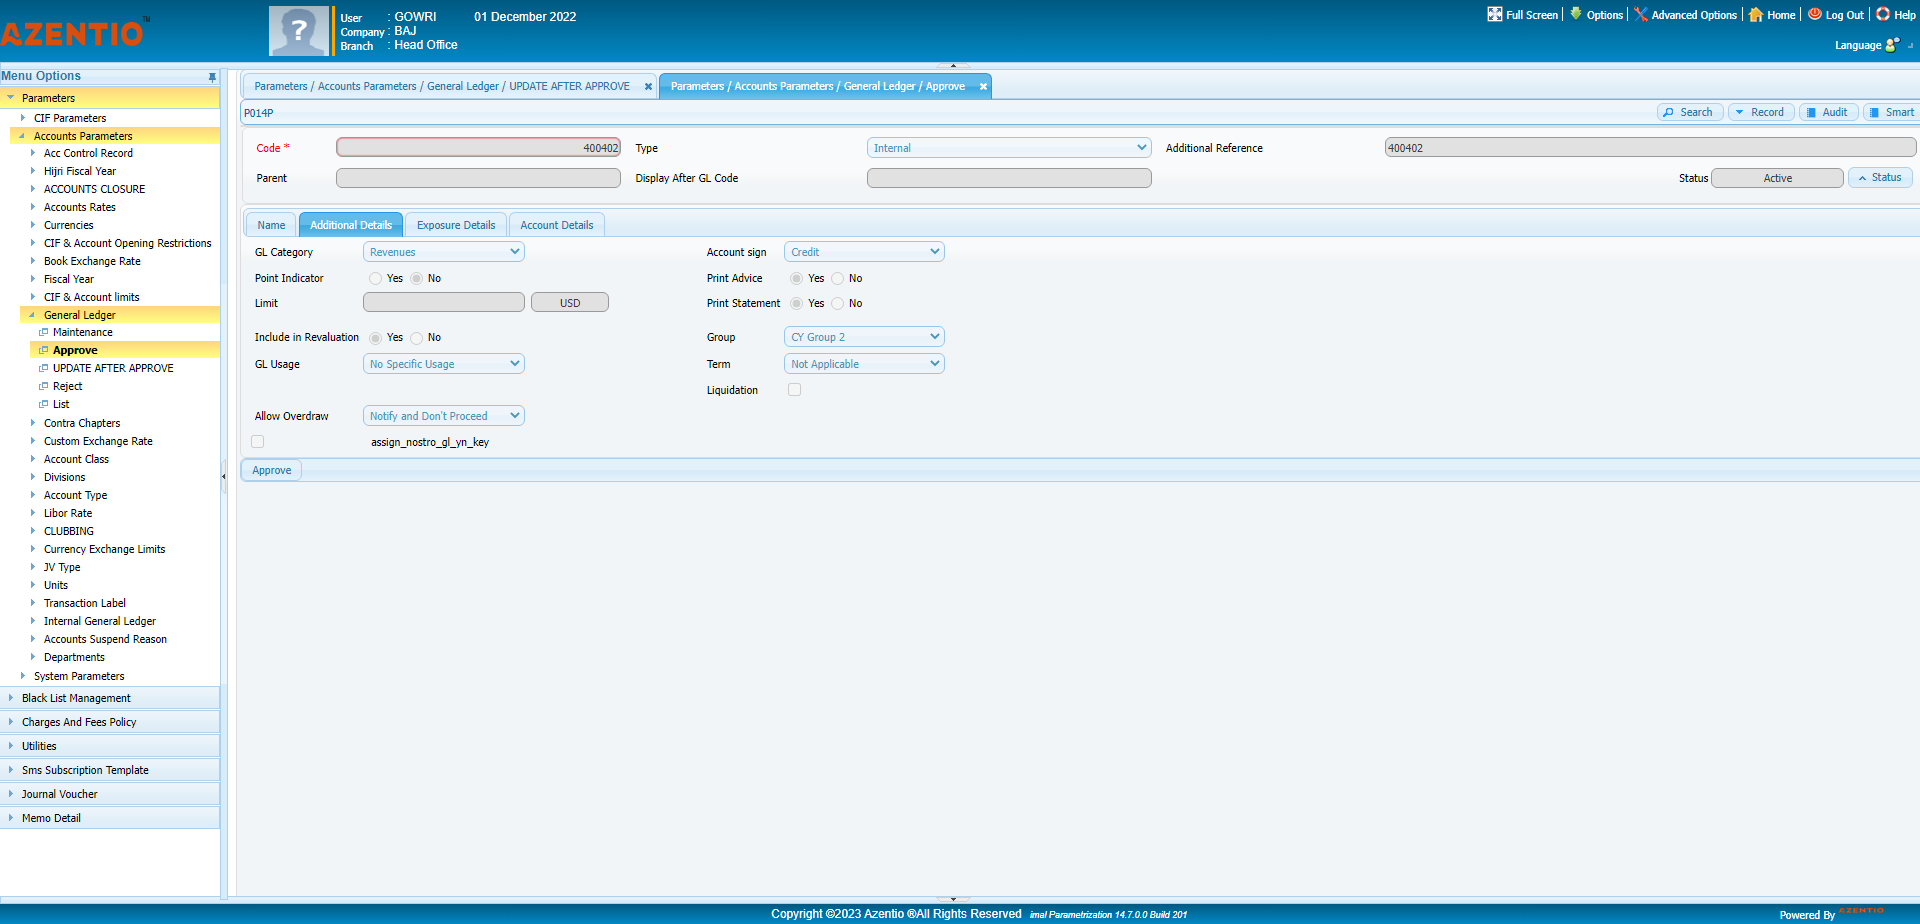 AZENTIO™
User : GOWRI 01 December 2022
Company : BAJ
Branch : Head Office
Full Screen Options Advanced Options Home Log Out Help
Language
Menu Options
Parameters
CIF Parameters
Accounts Parameters
Acc Control Record
Hijri Fiscal Year
ACCOUNTS CLOSURE
Accounts Rates
Currencies
CIF & Account Opening Restrictions
Book Exchange Rate
Fiscal Year
CIF & Account limits
General Ledger
Maintenance
Approve
UPDATE AFTER APPROVE
Reject
List
Contra Chapters
Custom Exchange Rate
Account Class
Divisions
Account Type
Libor Rate
CLUBBING
Currency Exchange Limits
JV Type
Units
Transaction Label
Internal General Ledger
Accounts Suspend Reason
Departments
System Parameters
Black List Management
Charges And Fees Policy
Utilities
Sms Subscription Template
Journal Voucher
Memo Detail
Parameters / Accounts Parameters / General Ledger / UPDATE AFTER APPROVE Parameters / Accounts Parameters / General Ledger / Approve
P014P Search Record Audit Smart
Code * 400402 Type Internal Additional Reference 400402
Parent Display After GL Code Status Active Status
Name Additional Details Exposure Details Account Details
GL Category Revenues Account sign Credit
Point Indicator Yes No Print Advice Yes No
Limit USD Print Statement Yes No
Include in Revaluation Yes No Group CY Group 2
GL Usage No Specific Usage Term Not Applicable
Liquidation
Allow Overdraw Notify and Don't Proceed
assign_nostro_gl_yn_key
Approve
Copyright ©2023 Azentio ®All Rights Reserved imal Parametrization 14.7.0.0 Build 201
Powered By AZENTIO